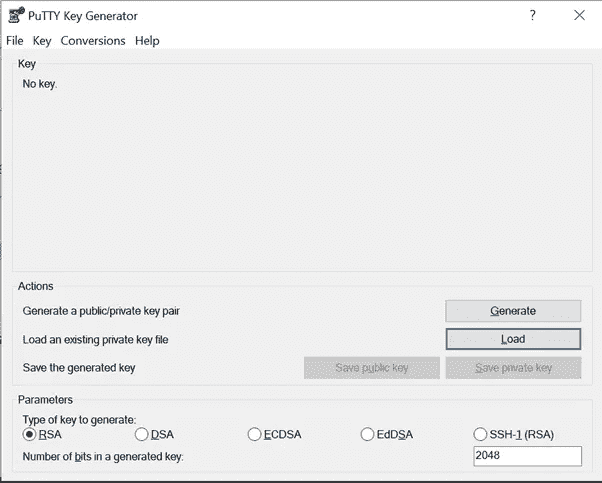 PuTTY Key Generator
?
File Key Conversions Help
Key
No key.
Actions
Generate a public/private key pair
Generate
Load an existing private key file
Load
Save the generated key
Save public key
Save private key
Parameters
Type of key to generate:
RSA
DSA
ECDSA
EdDSA
SSH-1 (RSA)
Number of bits in a generated key:
2048